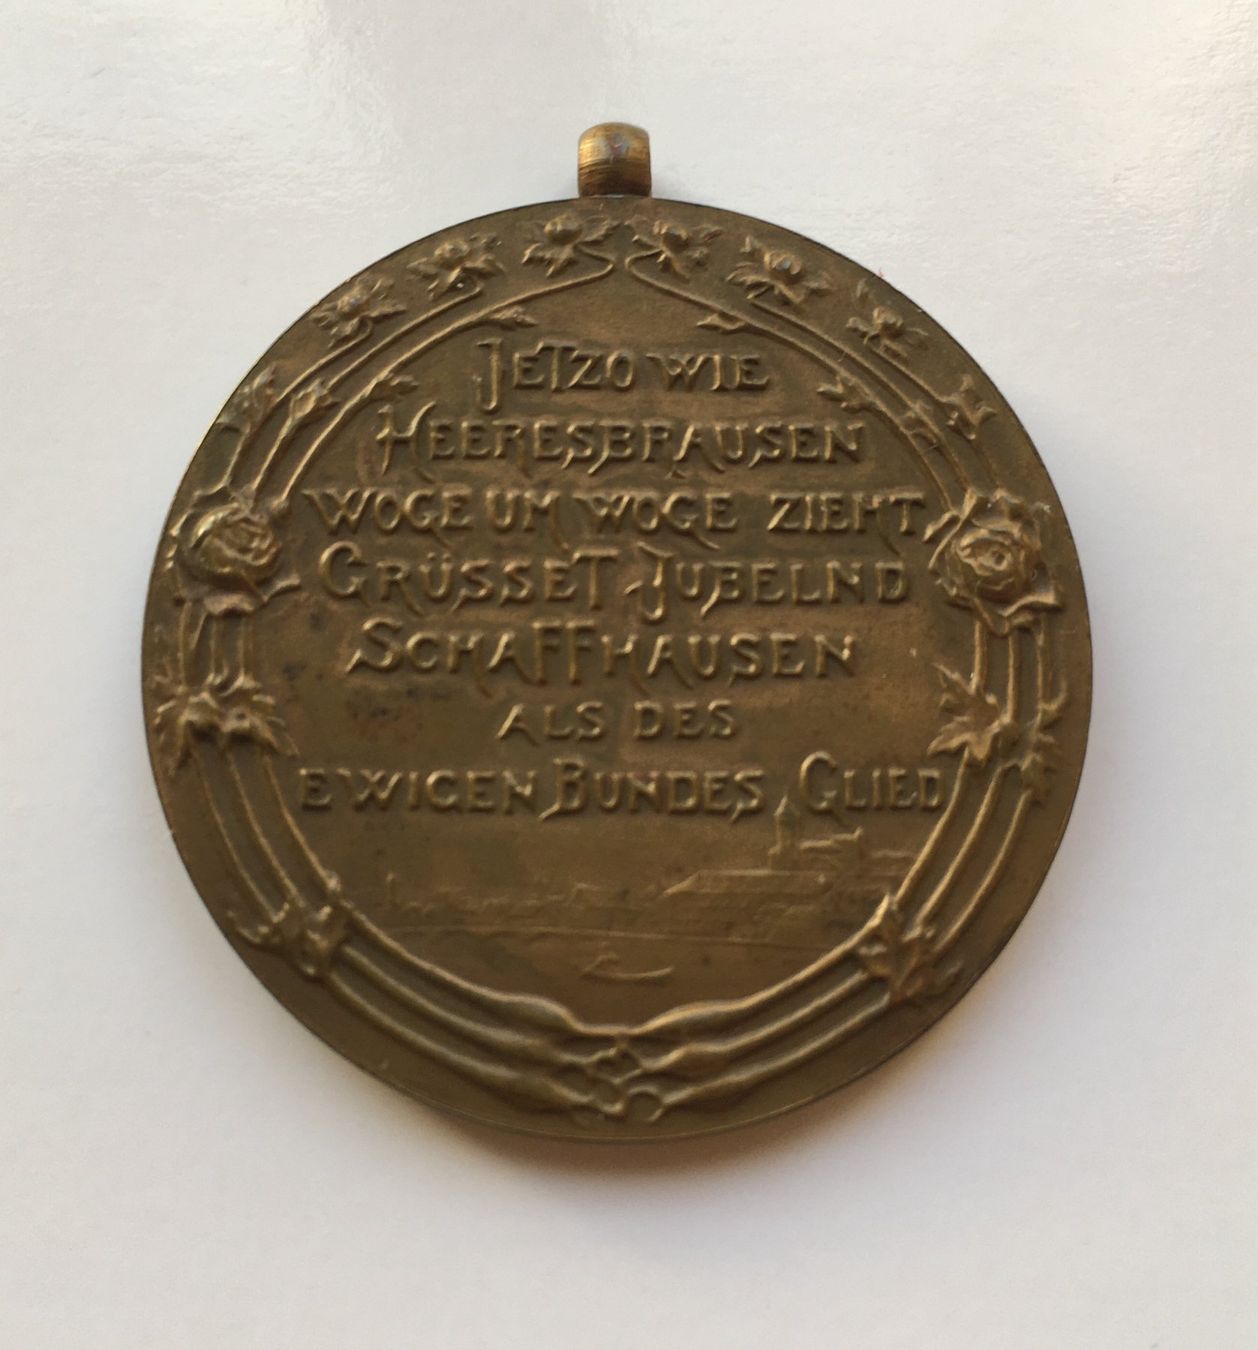 JETZO WIE
HEERESBRAUSEN
WOGE UM WOGE ZIEHT
GRÜSSET JUBELND
SCHAFFHAUSEN
ALS DES
EWIGEN BUNDES GLIED